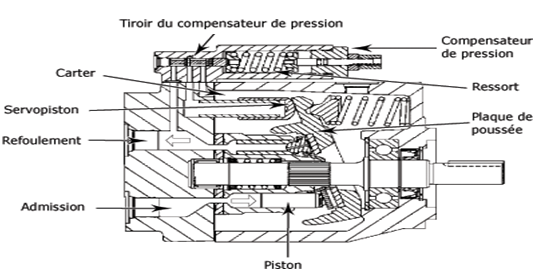 Tiroir du compensateur de pression
Compensateur
de pression
Carter
Ressort
Servopiston
Plaque de
poussée
Refoulement
Admission
Piston